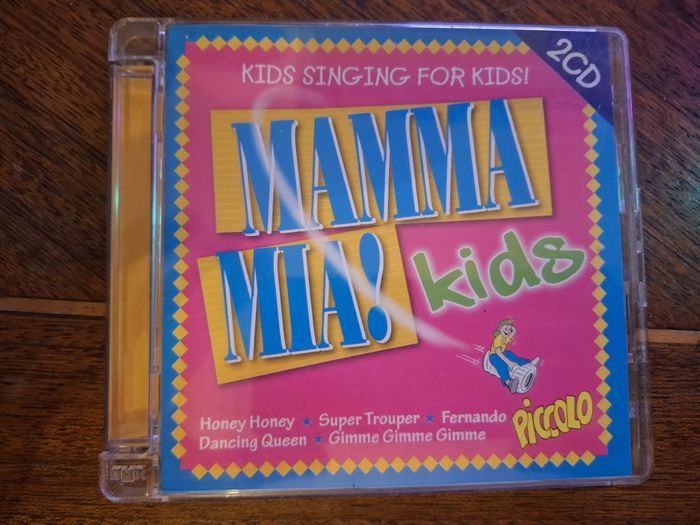 KIDS SINGING FOR KIDS!
2CD
MAMMA
MIA!
kids
Honey Honey ★ Super Trouper ★ Fernando
Dancing Queen ★ Gimme Gimme Gimme
PiCCOLO